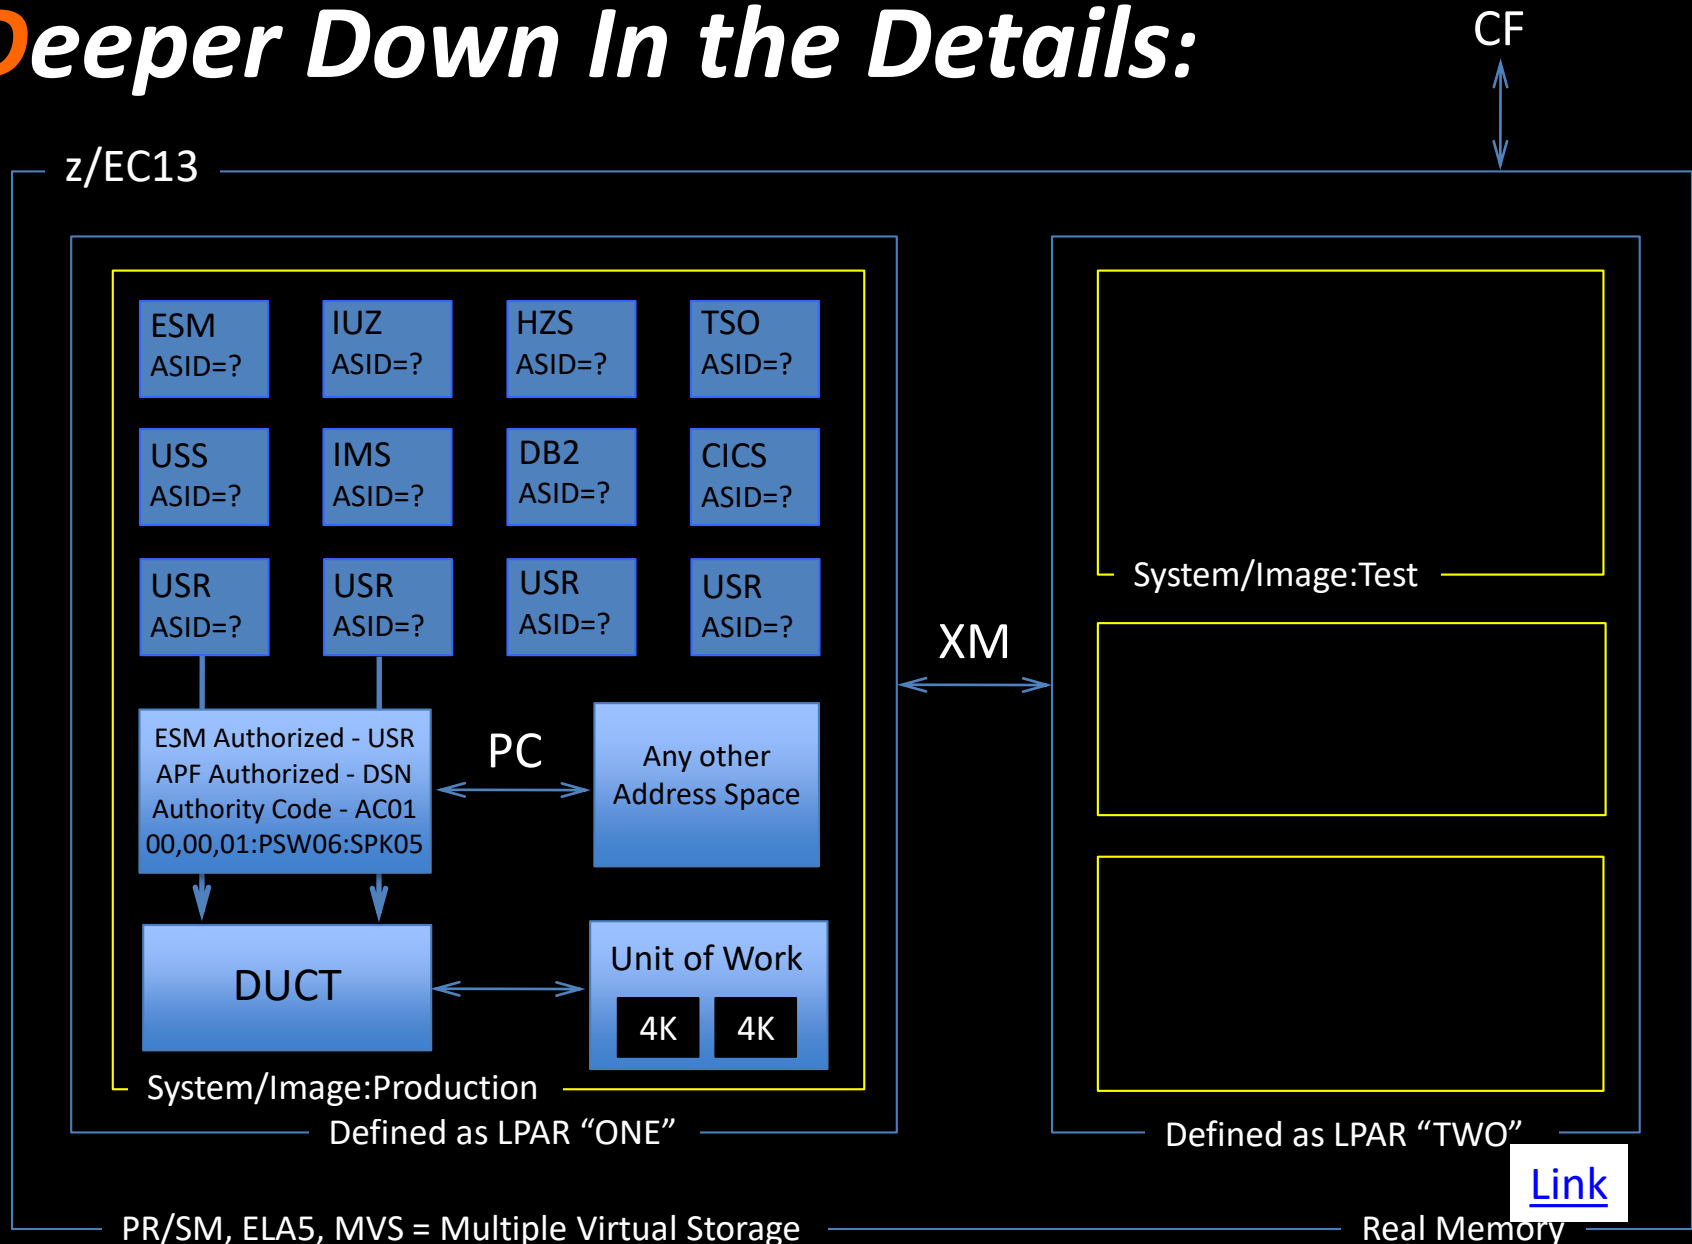 Deeper Down In the Details:
CF
z/EC13
ESM
ASID=?
IUZ
ASID=?
HZS
ASID=?
TSO
ASID=?
USS
ASID=?
IMS
ASID=?
DB2
ASID=?
CICS
ASID=?
USR
ASID=?
USR
ASID=?
USR
ASID=?
USR
ASID=?
System/Image:Test
XM
ESM Authorized - USR
APF Authorized - DSN
Authority Code - AC01
00,00,01:PSW06:SPK05
PC
Any other
Address Space
DUCT
Unit of Work
4K
4K
System/Image:Production
Defined as LPAR “ONE”
Defined as LPAR “TWO”
Link
PR/SM, ELA5, MVS = Multiple Virtual Storage
Real Memory